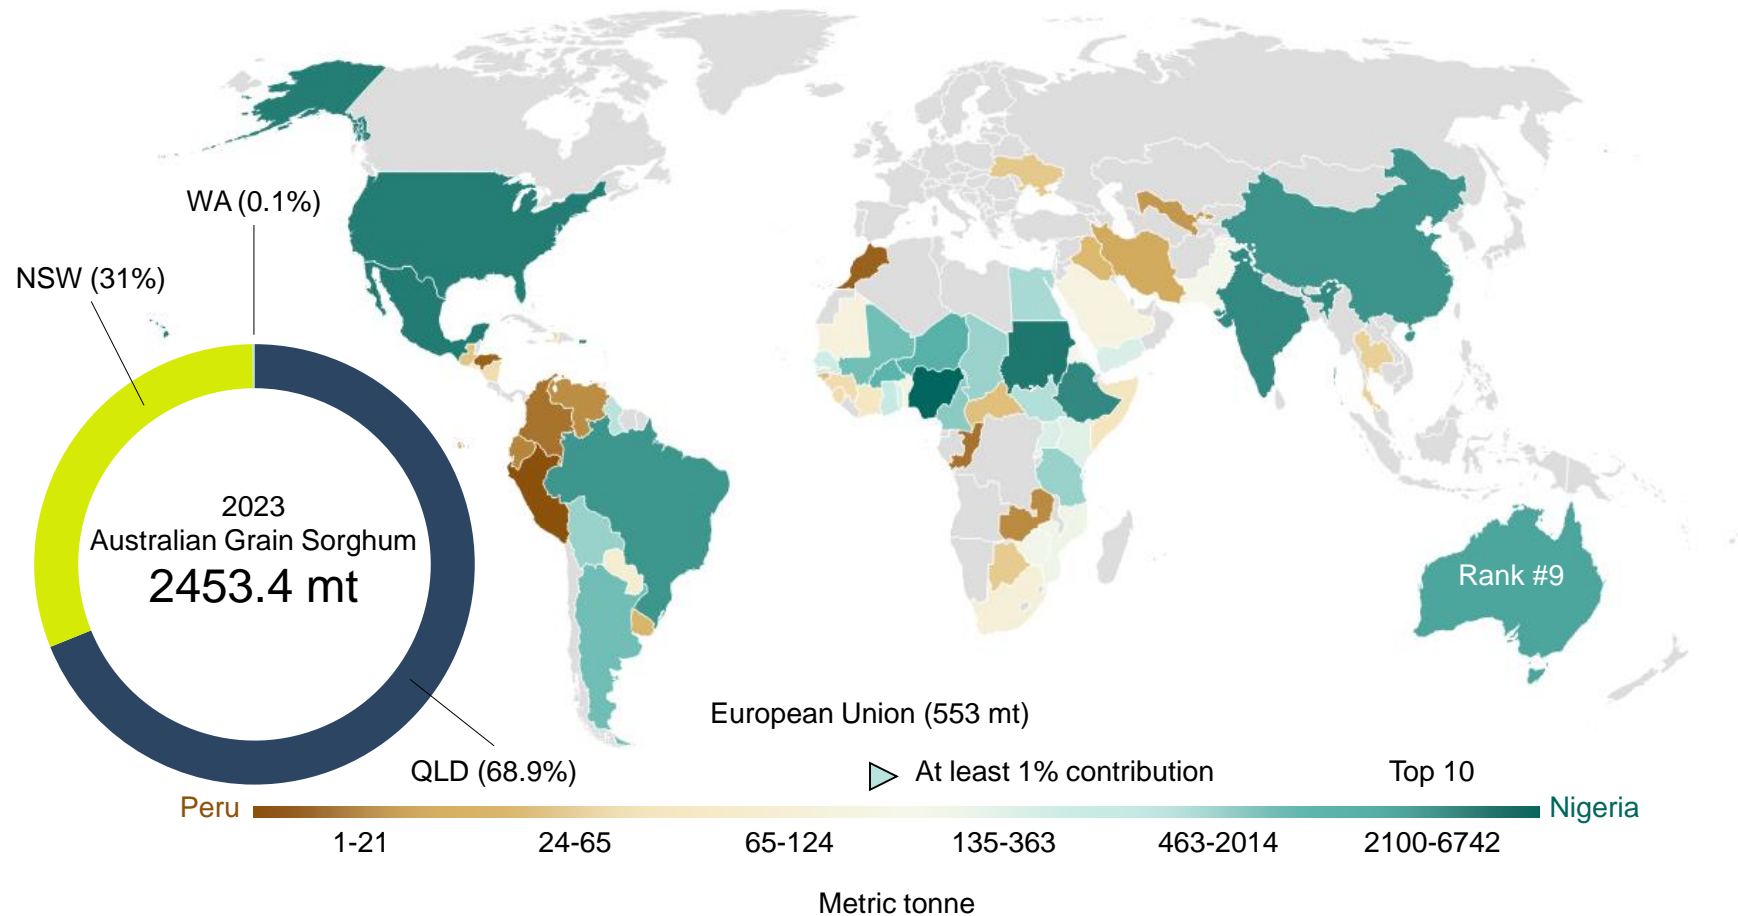 WA (0.1%)
NSW (31%)
2023
Australian Grain Sorghum
2453.4 mt
Rank #9
European Union (553 mt)
QLD (68.9%)
At least 1% contribution
Top 10
Peru
Nigeria
1-21
24-65
65-124
135-363
463-2014
2100-6742
Metric tonne